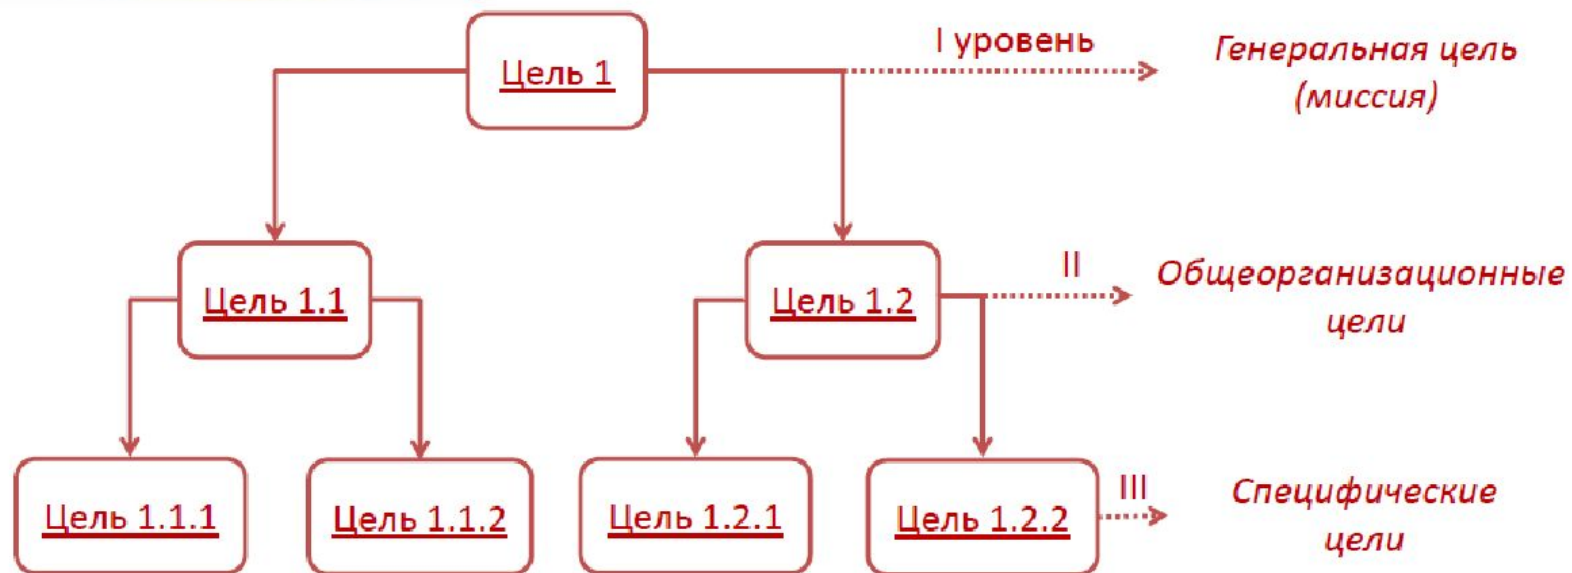 Цель 1
I уровень
Генеральная цель
(миссия)
Цель 1.1
Цель 1.2
II
Общеорганизационные
цели
Цель 1.1.1
Цель 1.1.2
Цель 1.2.1
Цель 1.2.2
III
Специфические
цели